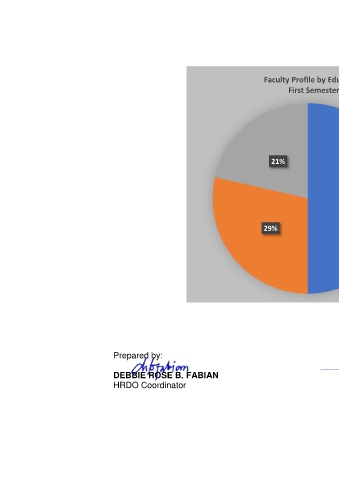 Faculty Profile by Edu
First Semester
21%
29%
Prepared by:
DEBBIE ROSE B. FABIAN
HRDO Coordinator